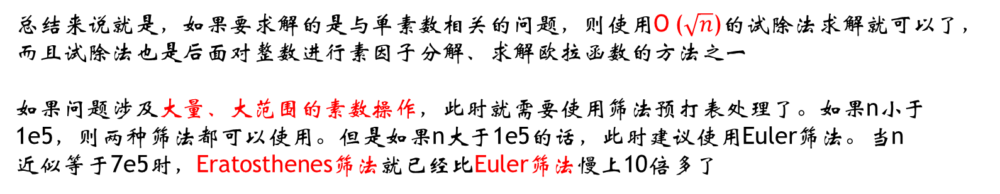 总结来说就是，如果要求解的是与单素数相关的问题，则使用O (√n)的试除法求解就可以了，
而且试除法也是后面对整数进行素因子分解、求解欧拉函数的方法之一
如果问题涉及大量、大范围的素数操作，此时就需要使用筛法预打表处理了。如果n小于
1e5，则两种筛法都可以使用。但是如果n大于1e5的话，此时建议使用Euler筛法。当n
近似等于7e5时，Eratosthenes筛法就已经比Euler筛法慢上10倍多了